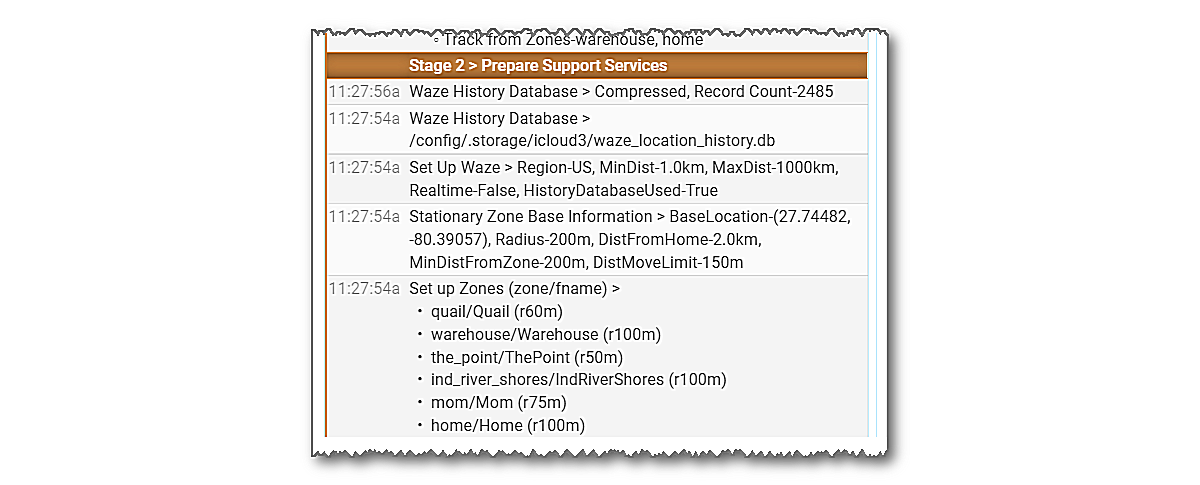 ◦ Track from Zones-warehouse, home
Stage 2 > Prepare Support Services
11:27:56a Waze History Database > Compressed, Record Count-2485
11:27:54a Waze History Database >
/config/.storage/icloud3/waze_location_history.db
11:27:54a Set Up Waze > Region-US, MinDist-1.0km, MaxDist-1000km,
Realtime-False, HistoryDatabaseUsed-True
11:27:54a Stationary Zone Base Information > BaseLocation-(27.74482,
-80.39057), Radius-200m, DistFromHome-2.0km,
MinDistFromZone-200m, DistMoveLimit-150m
11:27:54a Set up Zones (zone/fname) >
• quail/Quail (r60m)
• warehouse/Warehouse (r100m)
• the_point/ThePoint (r50m)
• ind_river_shores/IndRiverShores (r100m)
• mom/Mom (r75m)
• home/Home (r100m)